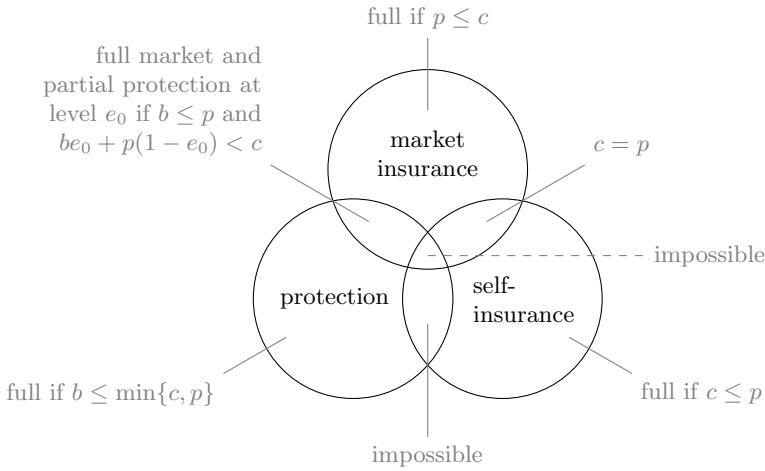 full if p ≤ c
full market and
partial protection at
level e₀ if b ≤ p and
be₀ + p(1 − e₀) < c
market
insurance
c = p
impossible
protection
self-
insurance
full if b ≤ min{c, p}
full if c ≤ p
impossible